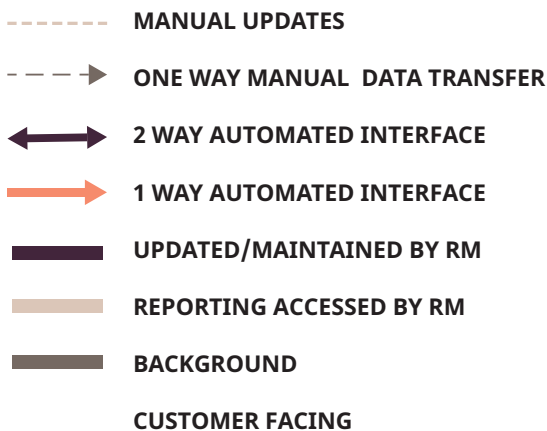 MANUAL UPDATES
ONE WAY MANUAL  DATA TRANSFER
2 WAY AUTOMATED INTERFACE
1 WAY AUTOMATED INTERFACE
UPDATED/MAINTAINED BY RM
REPORTING ACCESSED BY RM
BACKGROUND
CUSTOMER FACING